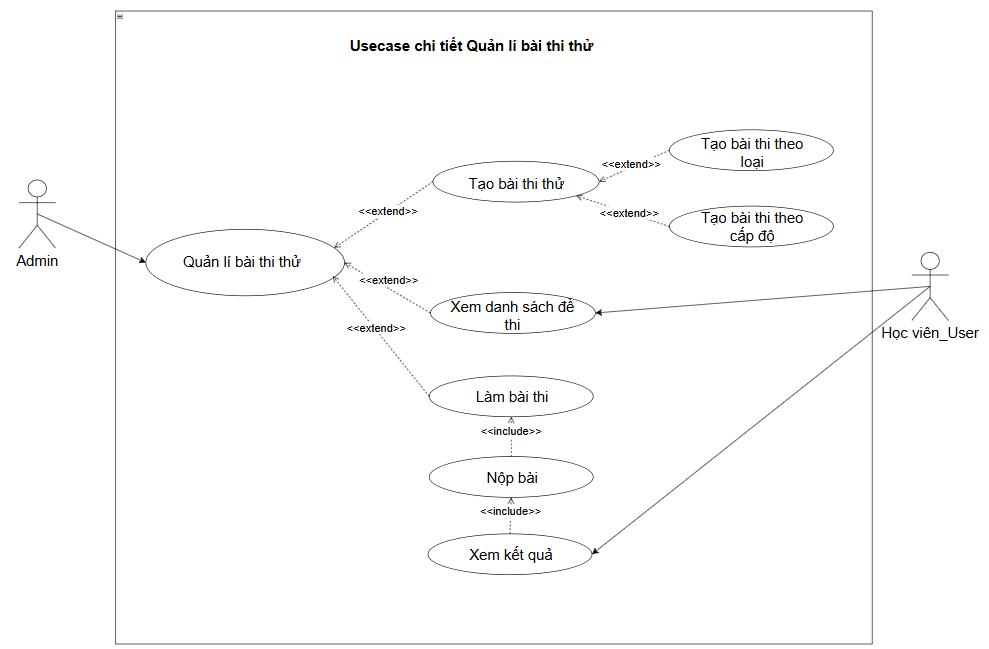 Usecase chi tiết Quản lí bài thi thử
Tạo bài thi theo
loại
<<extend>>
Tạo bài thi thử
<<extend>>
<<extend>>
Tạo bài thi theo
cấp độ
Admin
Quản lí bài thi thử
<<extend>>
Xem danh sách đề
thi
<<extend>>
Học viên_User
Làm bài thi
<<include>>
Nộp bài
<<include>>
Xem kết quả